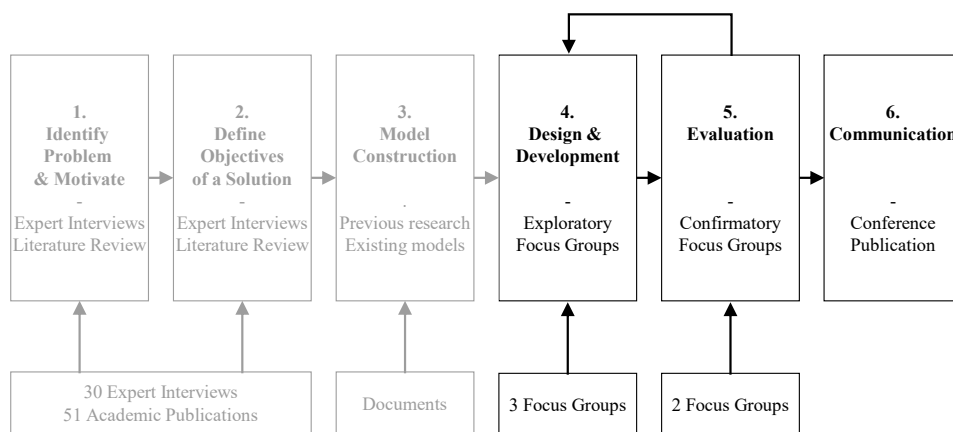 1.
Identify
Problem
& Motivate
-
Expert Interviews
Literature Review
2.
Define
Objectives
of a Solution
-
Expert Interviews
Literature Review
3.
Model
Construction
.
Previous research
Existing models
4.
Design &
Development
-
Exploratory
Focus Groups
5.
Evaluation
-
Confirmatory
Focus Groups
6.
Communication
-
Conference
Publication
30 Expert Interviews
51 Academic Publications
Documents
3 Focus Groups
2 Focus Groups